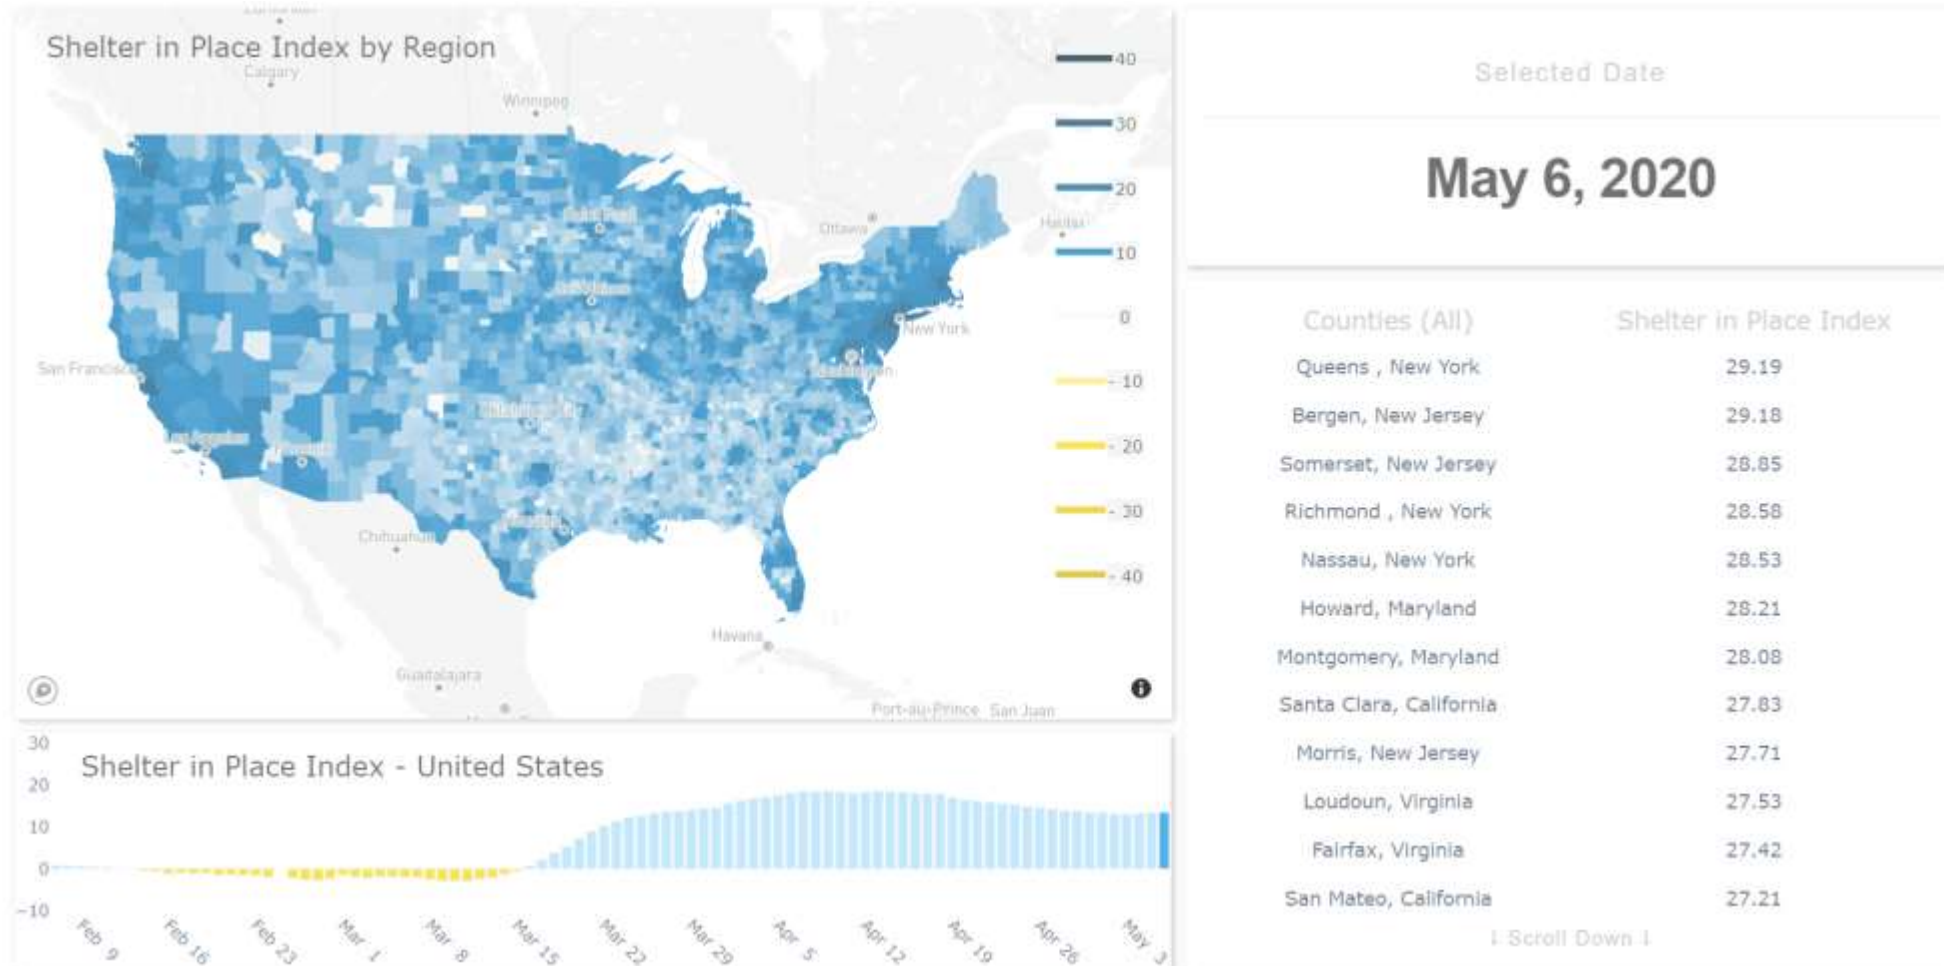 Shelter in Place Index by Region
Calgary
Winnipeg
Ottawa
Halifax
New York
San Francisco
Los Angeles
Chihuahua
Havana
Guadalajara
Port-au-Prince
San Juan
40
30
20
10
0
- 10
- 20
- 30
- 40
Shelter in Place Index - United States
30
20
10
0
−10
Feb 9
Feb 16
Feb 23
Mar 1
Mar 8
Mar 15
Mar 22
Mar 29
Apr 5
Apr 12
Apr 19
Apr 26
May 3
Selected Date
May 6, 2020
Counties (All) Shelter in Place Index
Queens , New York 29.19
Bergen, New Jersey 29.18
Somerset, New Jersey 28.85
Richmond , New York 28.58
Nassau, New York 28.53
Howard, Maryland 28.21
Montgomery, Maryland 28.08
Santa Clara, California 27.83
Morris, New Jersey 27.71
Loudoun, Virginia 27.53
Fairfax, Virginia 27.42
San Mateo, California 27.21
↓ Scroll Down ↓